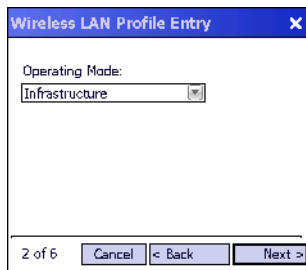 Wireless LAN Profile Entry
Operating Mode:
Infrastructure
2 of 6 Cancel < Back Next >